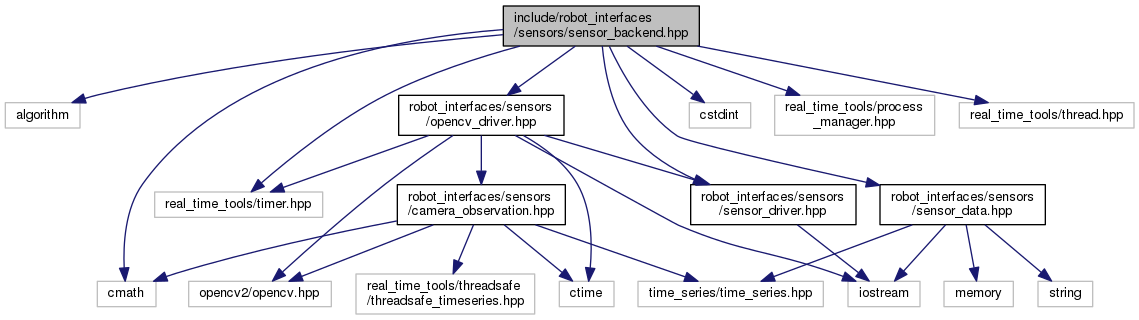 include/robot_interfaces
/sensors/sensor_backend.hpp
algorithm
robot_interfaces/sensors
/opencv_driver.hpp
cstdint
real_time_tools/process
_manager.hpp
real_time_tools/thread.hpp
real_time_tools/timer.hpp
robot_interfaces/sensors
/camera_observation.hpp
robot_interfaces/sensors
/sensor_driver.hpp
robot_interfaces/sensors
/sensor_data.hpp
cmath
opencv2/opencv.hpp
real_time_tools/threadsafe
/threadsafe_timeseries.hpp
ctime
time_series/time_series.hpp
iostream
memory
string